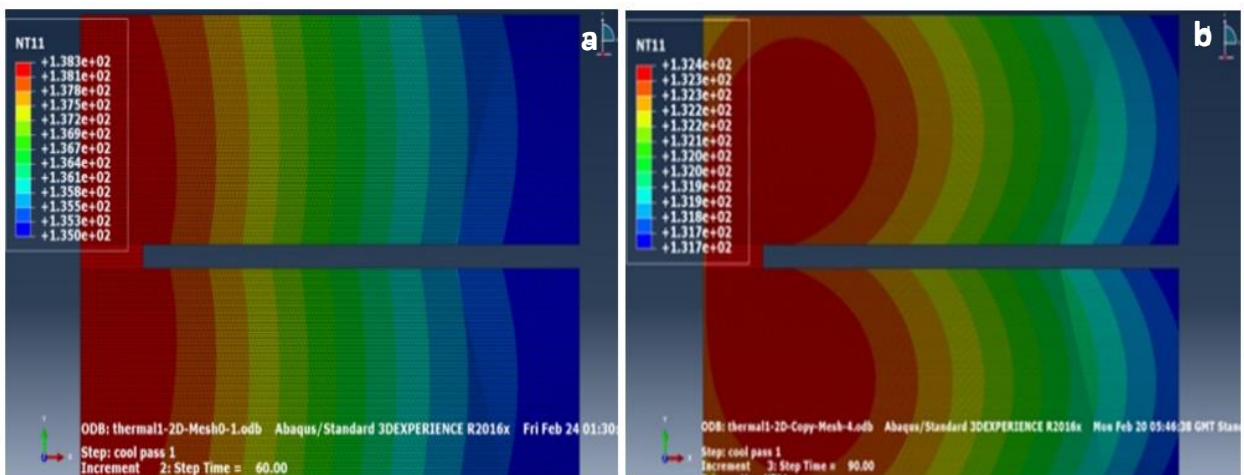 a
NT11
+1.383e+02
+1.381e+02
+1.378e+02
+1.375e+02
+1.372e+02
+1.369e+02
+1.367e+02
+1.364e+02
+1.361e+02
+1.358e+02
+1.355e+02
+1.353e+02
+1.350e+02
ODB: thermal1-2D-Mesh0-1.odb Abaqus/Standard 3DEXPERIENCE R2016x Fri Feb 24 01:30:
Step: cool pass 1
Increment 2: Step Time = 60.00
b
NT11
+1.324e+02
+1.323e+02
+1.323e+02
+1.322e+02
+1.322e+02
+1.321e+02
+1.320e+02
+1.320e+02
+1.319e+02
+1.319e+02
+1.318e+02
+1.317e+02
+1.317e+02
ODB: thermal1-2D-Copy-Mesh-4.odb Abaqus/Standard 3DEXPERIENCE R2016x Mon Feb 20 05:46:38 GMT Stan
Step: cool pass 1
Increment 3: Step Time = 90.00